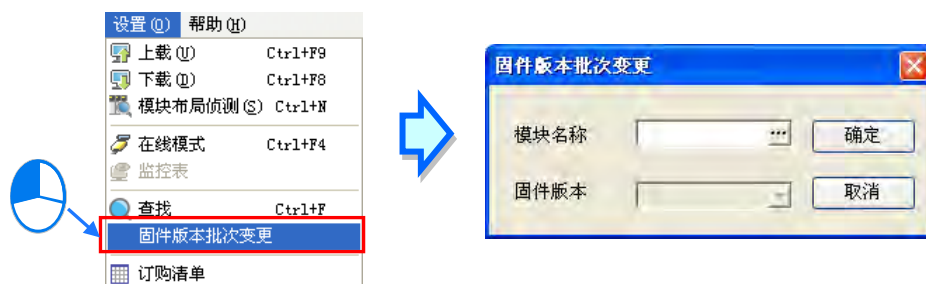 设置(O) 帮助(H)
上载(U) Ctrl+F9
下载(D) Ctrl+F8
模块布局侦测(S) Ctrl+N
在线模式 Ctrl+F4
监控表
查找 Ctrl+F
固件版本批次变更
订购清单
固件版本批次变更
模块名称 ... 确定
固件版本 取消